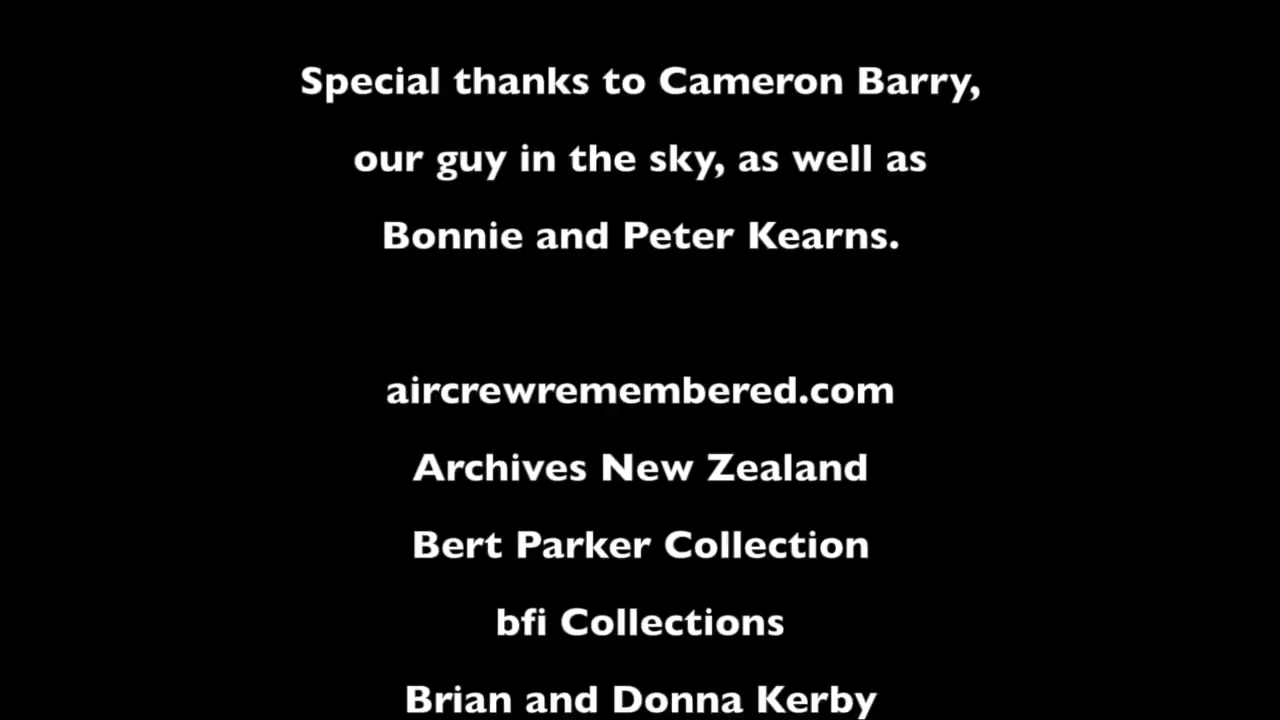 Special thanks to Cameron Barry,
our guy in the sky, as well as
Bonnie and Peter Kearns.
aircrewremembered.com
Archives New Zealand
Bert Parker Collection
bfi Collections
Brian and Donna Kerby